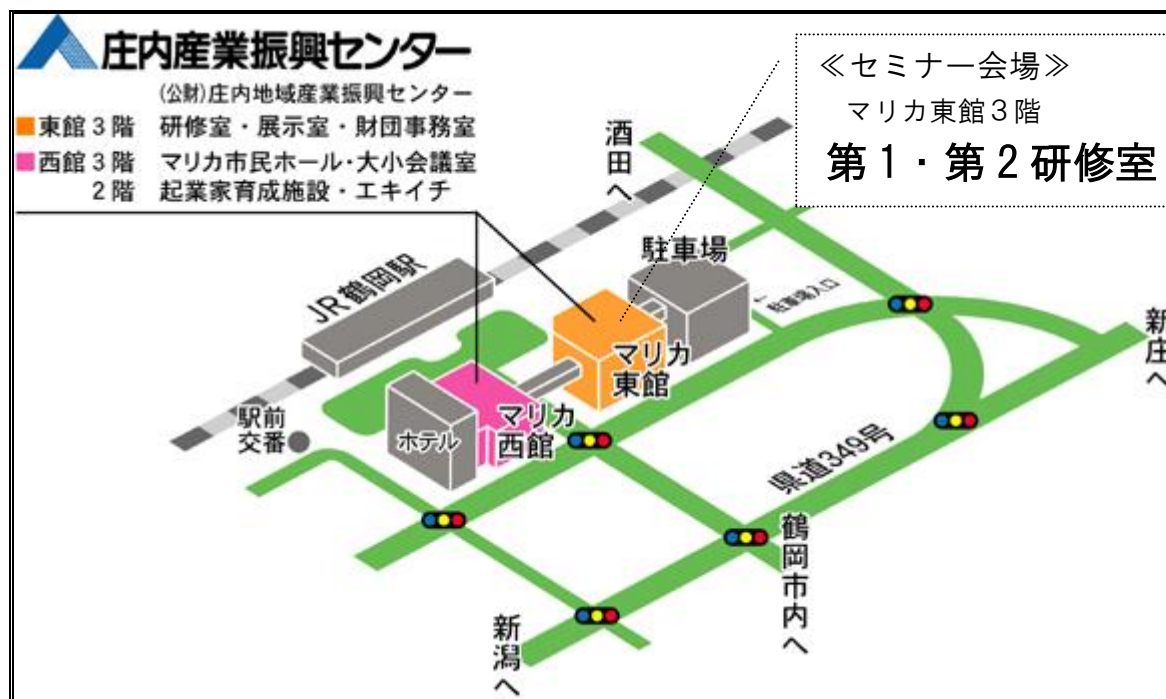 庄内産業振興センター
(公財)庄内地域産業振興センター
東館3階 研修室・展示室・財団事務室
西館3階 マリカ市民ホール・大小会議室
2階 起業家育成施設・エキイチ
≪セミナー会場≫
マリカ東館3階
第1・第2研修室
酒田へ
駐車場
←駐車場入口
JR鶴岡駅
新庄へ
マリカ
東館
駅前
交番
ホテル
マリカ
西館
県道349号
鶴岡市内へ
新潟へ